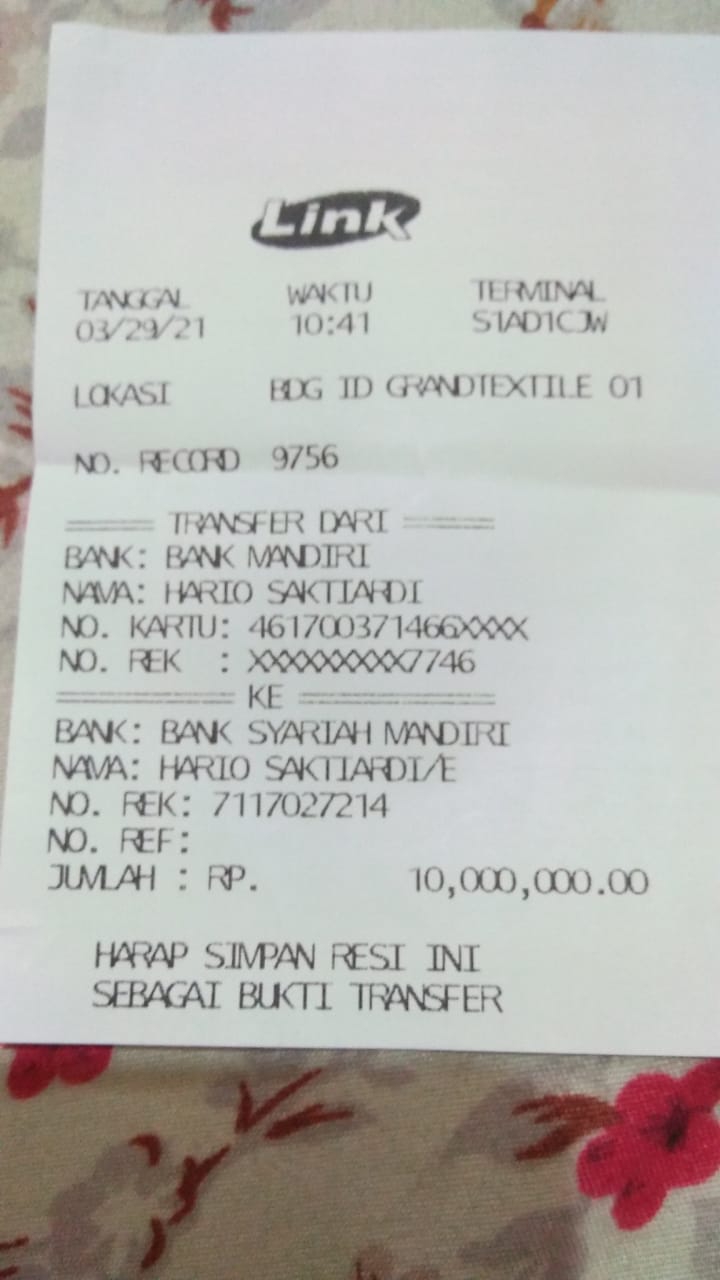 Link
TANGGAL WAKTU TERMINAL
03/29/21 10:41 S1AD1CJW
LOKASI BDG ID GRANDTEXTILE 01
NO. RECORD 9756
===== TRANSFER DARI =====
BANK: BANK MANDIRI
NAMA: HARIO SAKTIARDI
NO. KARTU: 461700371466XXXX
NO. REK : XXXXXXXXX7746
========== KE ===========
BANK: BANK SYARIAH MANDIRI
NAMA: HARIO SAKTIARDI/E
NO. REK: 7117027214
NO. REF:
JUMLAH : RP. 10,000,000.00
HARAP SIMPAN RESI INI
SEBAGAI BUKTI TRANSFER